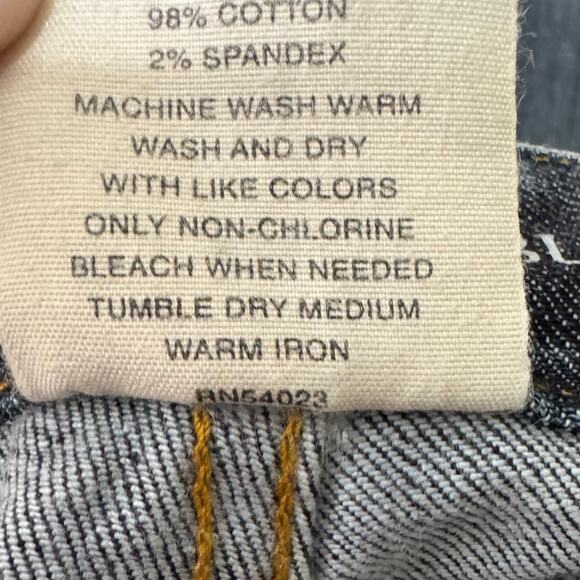 98% COTTON
2% SPANDEX
MACHINE WASH WARM
WASH AND DRY
WITH LIKE COLORS
ONLY NON-CHLORINE
BLEACH WHEN NEEDED
TUMBLE DRY MEDIUM
WARM IRON
RN54023